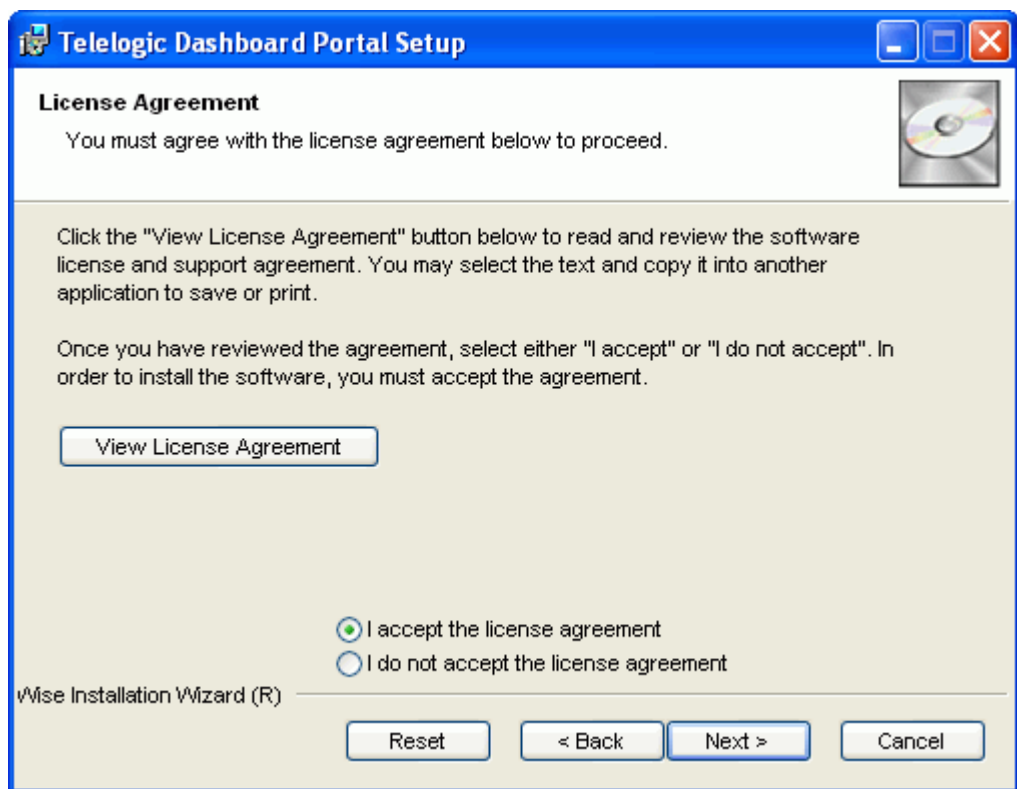 Telelogic Dashboard Portal Setup
License Agreement
You must agree with the license agreement below to proceed.
Click the "View License Agreement" button below to read and review the software
license and support agreement. You may select the text and copy it into another
application to save or print.
Once you have reviewed the agreement, select either "I accept" or "I do not accept". In
order to install the software, you must accept the agreement.
View License Agreement
I accept the license agreement
I do not accept the license agreement
Wise Installation Wizard (R)
Reset < Back Next > Cancel